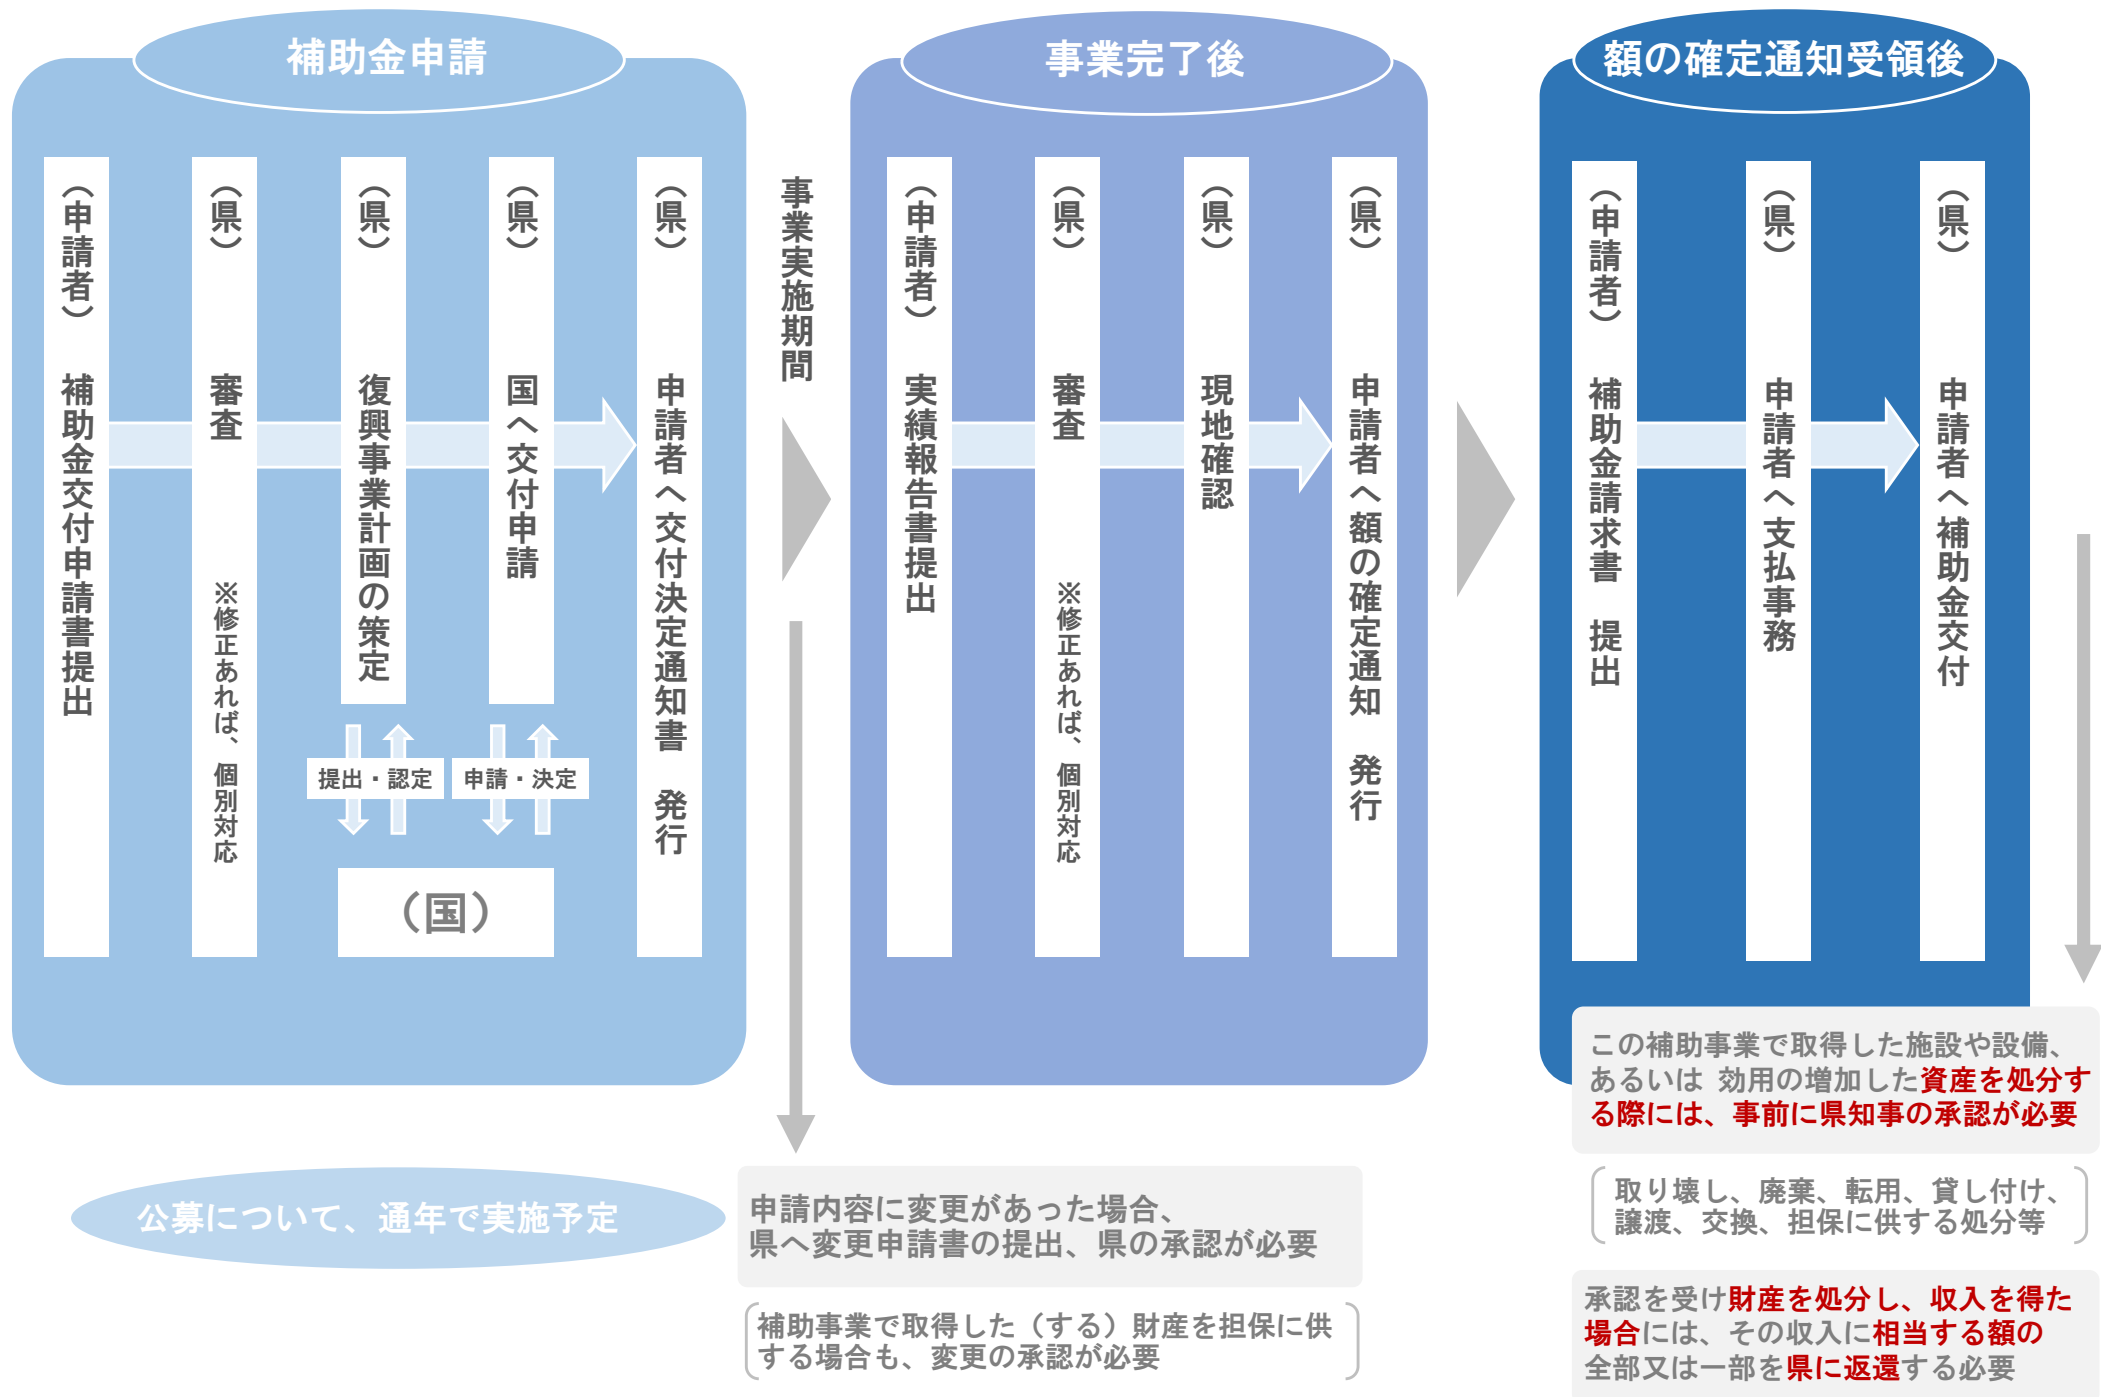 補助金申請
（申請者）　補助金交付申請書提出
（県）　審査　※修正あれば、個別対応
（県）　復興事業計画の策定
（県）　国へ交付申請
提出・認定
申請・決定
（国）
（県）　申請者へ交付決定通知書　発行
事業実施期間
事業完了後
（申請者）　実績報告書提出
（県）　審査　※修正あれば、個別対応
（県）　現地確認
（県）　申請者へ額の確定通知　発行
額の確定通知受領後
（申請者）　補助金請求書　提出
（県）　申請者へ支払事務
（県）　申請者へ補助金交付
公募について、通年で実施予定
申請内容に変更があった場合、
県へ変更申請書の提出、県の承認が必要
補助事業で取得した（する）財産を担保に供
する場合も、変更の承認が必要
この補助事業で取得した施設や設備、
あるいは 効用の増加した資産を処分す
る際には、事前に県知事の承認が必要
取り壊し、廃棄、転用、貸し付け、
譲渡、交換、担保に供する処分等
承認を受け財産を処分し、収入を得た
場合には、その収入に相当する額の
全部又は一部を県に返還する必要